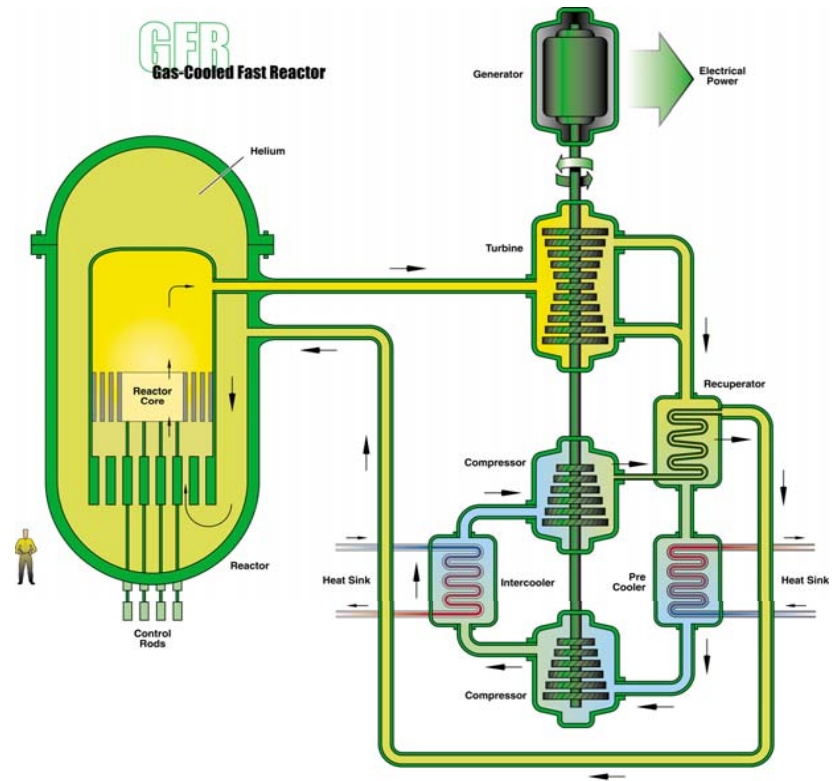 GFR
Gas-Cooled Fast Reactor
Generator
Electrical
Power
Helium
Turbine
Reactor
Core
Recuperator
Compressor
Reactor
Heat Sink
Intercooler
Pre
Cooler
Heat Sink
Control
Rods
Compressor